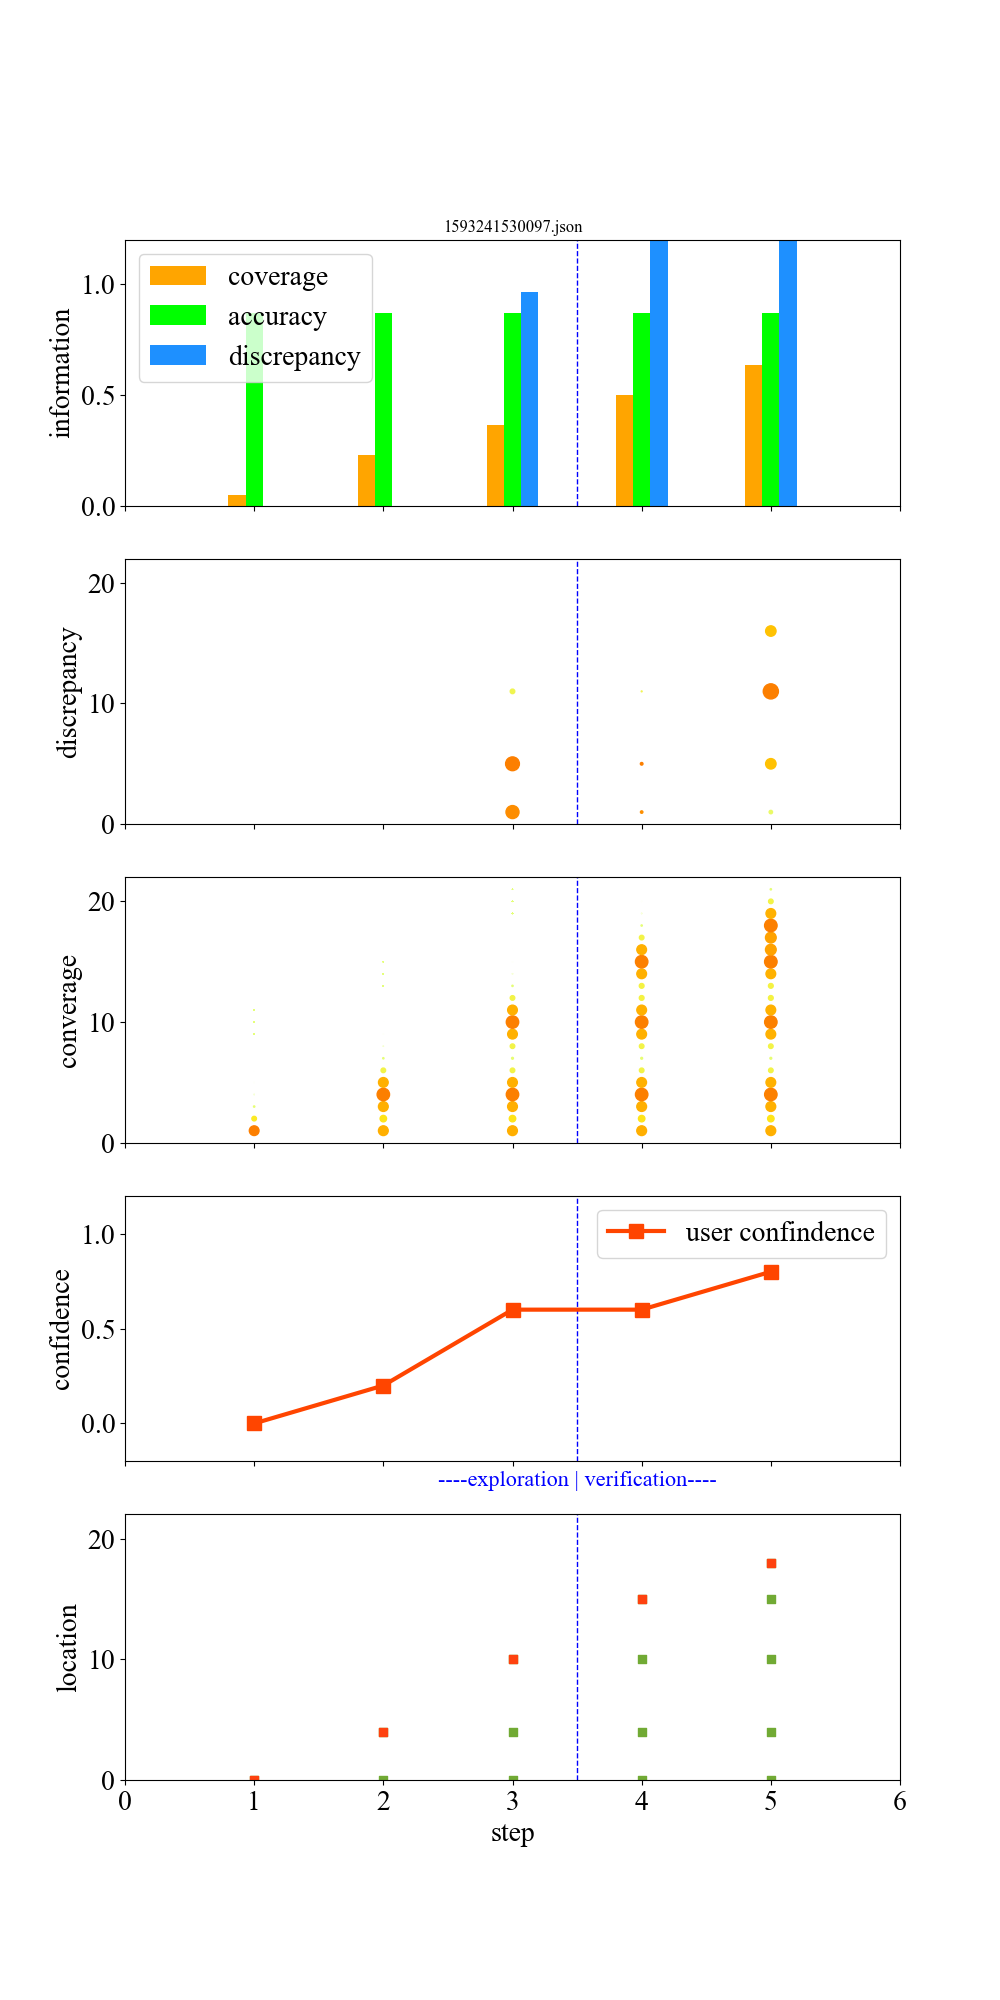 1593241530097.json
coverage
accuracy
discrepancy
1.0
0.5
0.0
information
20
10
0
discrepancy
20
10
0
converage
user confindence
1.0
0.5
0.0
confidence
----exploration | verification----
20
10
0
location
0 1 2 3 4 5 6
step